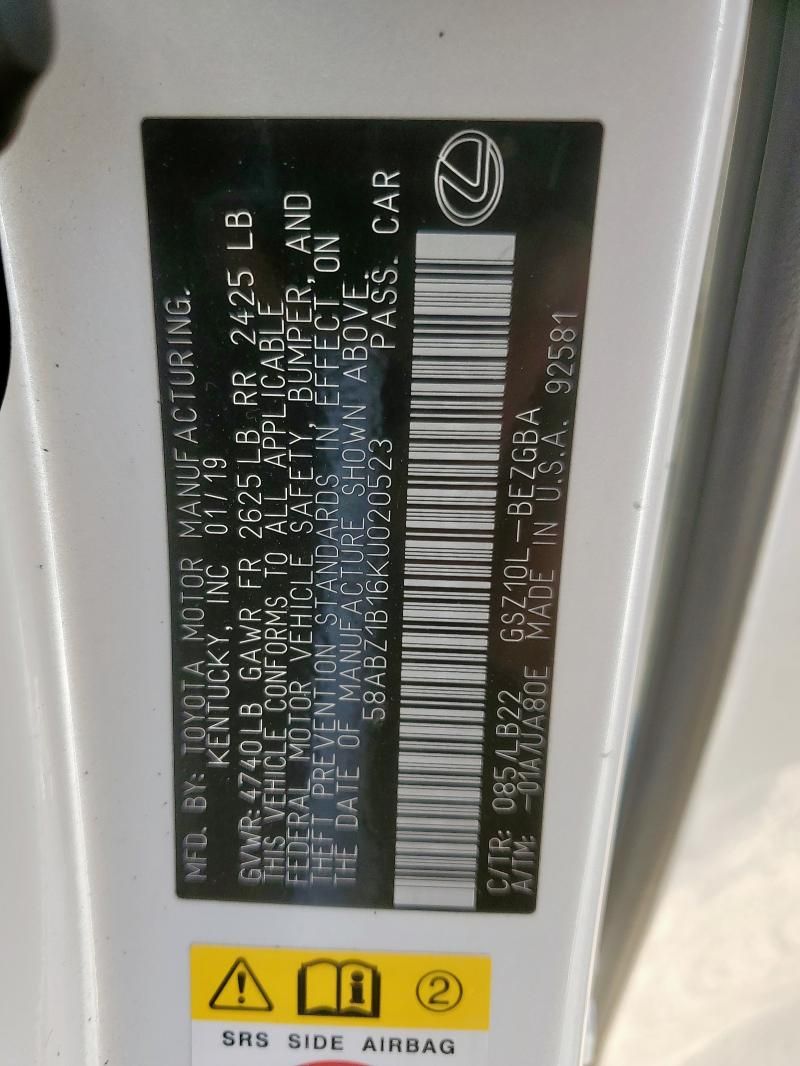 MFD. BY: TOYOTA MOTOR MANUFACTURING.
KENTUCKY, INC 01/19
GVWR 4740LB GAWR FR 2625LB RR 2425 LB
THIS VEHICLE CONFORMS TO ALL APPLICABLE
FEDERAL MOTOR VEHICLE SAFETY, BUMPER, AND
THEFT PREVENTION STANDARDS IN EFFECT ON
THE DATE OF MANUFACTURE SHOWN ABOVE.
58ABZ1B16KU020523 PASS. CAR
C/TR: 085/LB22 GSZ10L-BEZGBA
A/TM: -01A/UA80E MADE IN U.S.A. 92581
2
SRS SIDE AIRBAG